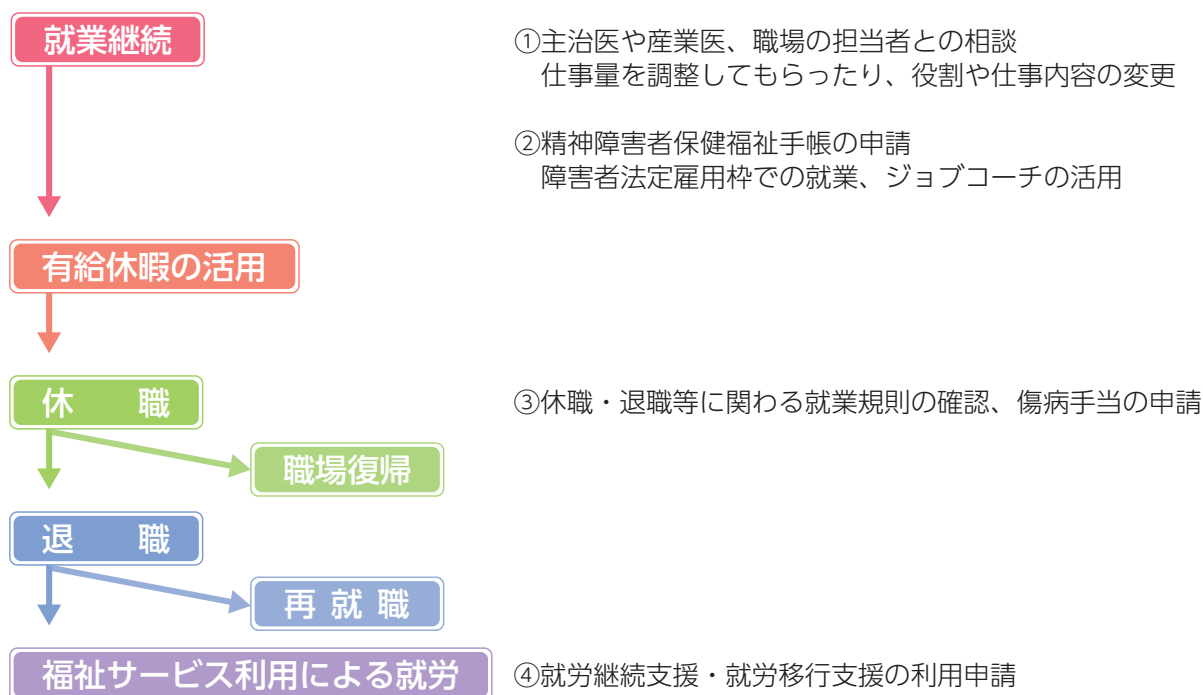 就業継続
①主治医や産業医、職場の担当者との相談
仕事量を調整してもらったり、役割や仕事内容の変更
②精神障害者保健福祉手帳の申請
障害者法定雇用枠での就業、ジョブコーチの活用
有給休暇の活用
休　職
③休職・退職等に関わる就業規則の確認、傷病手当の申請
職場復帰
退　職
再就職
福祉サービス利用による就労
④就労継続支援・就労移行支援の利用申請